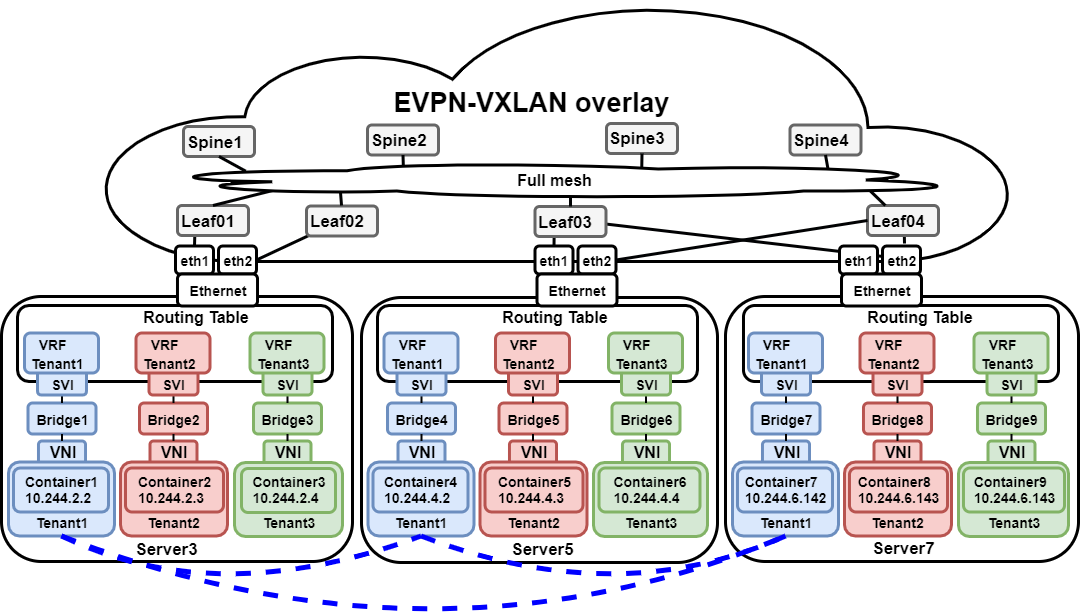 EVPN-VXLAN overlay
Spine1
Spine2
Spine3
Spine4
Full mesh
Leaf01
Leaf02
Leaf03
Leaf04
eth1
eth2
eth1
eth2
eth1
eth2
Ethernet
Ethernet
Ethernet
Routing Table
Routing Table
Routing Table
VRF
Tenant1
VRF
Tenant2
VRF
Tenant3
VRF
Tenant1
VRF
Tenant2
VRF
Tenant3
VRF
Tenant1
VRF
Tenant2
VRF
Tenant3
SVI
SVI
SVI
SVI
SVI
SVI
SVI
SVI
SVI
Bridge1
Bridge2
Bridge3
Bridge4
Bridge5
Bridge6
Bridge7
Bridge8
Bridge9
VNI
VNI
VNI
VNI
VNI
VNI
VNI
VNI
VNI
Container1
10.244.2.2
Container2
10.244.2.3
Container3
10.244.2.4
Container4
10.244.4.2
Container5
10.244.4.3
Container6
10.244.4.4
Container7
10.244.6.142
Container8
10.244.6.143
Container9
10.244.6.143
Tenant1
Tenant2
Tenant3
Tenant1
Tenant2
Tenant3
Tenant1
Tenant2
Tenant3
Server3
Server5
Server7